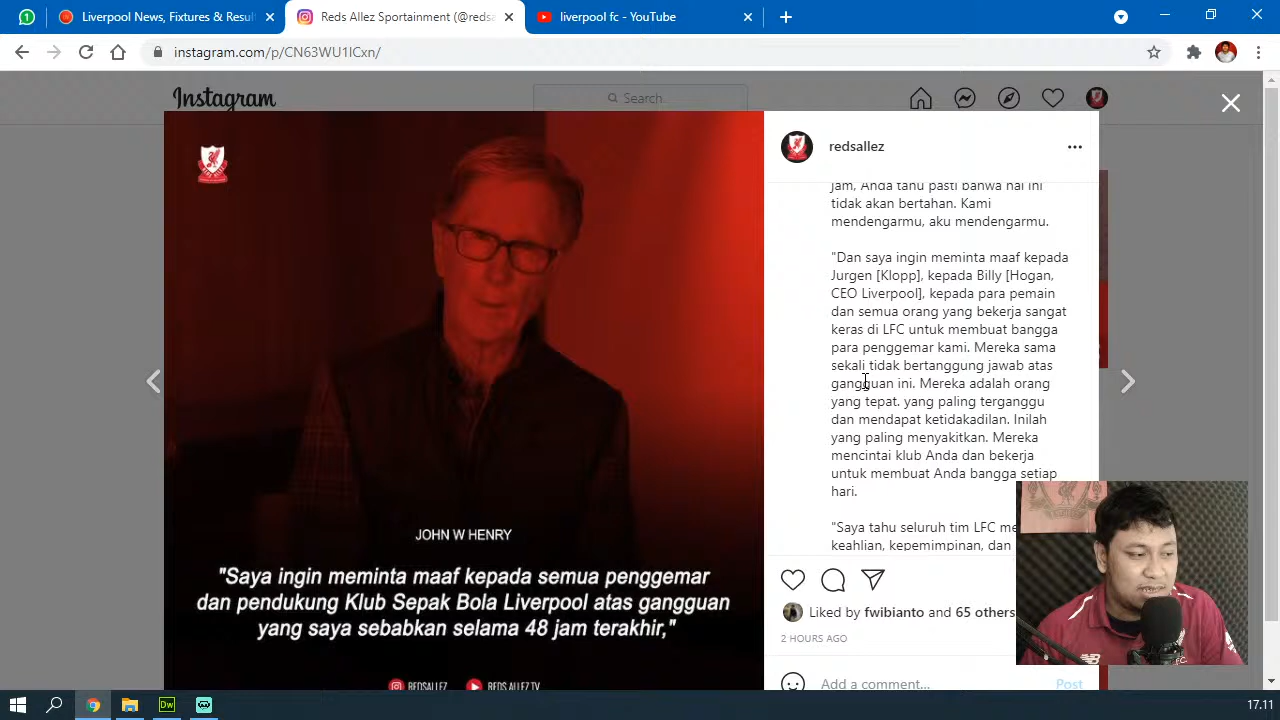 Liverpool News, Fixtures & Resul
Reds Allez Sportainment (@redsa
liverpool fc - YouTube
instagram.com/p/CN63WU1ICxn/
Instagram
Search
redsallez
jam, Anda tahu pasti bahwa hal ini
tidak akan bertahan. Kami
mendengarmu, aku mendengarmu.
"Dan saya ingin meminta maaf kepada
Jurgen [Klopp], kepada Billy [Hogan,
CEO Liverpool], kepada para pemain
dan semua orang yang bekerja sangat
keras di LFC untuk membuat bangga
para penggemar kami. Mereka sama
sekali tidak bertanggung jawab atas
gangguan ini. Mereka adalah orang
yang tepat. yang paling terganggu
dan mendapat ketidakadilan. Inilah
yang paling menyakitkan. Mereka
mencintai klub Anda dan bekerja
untuk membuat Anda bangga setiap
hari.
"Saya tahu seluruh tim LFC
keahlian, kepemimpinan, dan
Liked by fwibianto and 65 others
2 HOURS AGO
Add a comment...
Post
JOHN W HENRY
"Saya ingin meminta maaf kepada semua penggemar
dan pendukung Klub Sepak Bola Liverpool atas gangguan
yang saya sebabkan selama 48 jam terakhir,"
REDSALLEZ
REDS ALLEZ TV
Dw
17.11